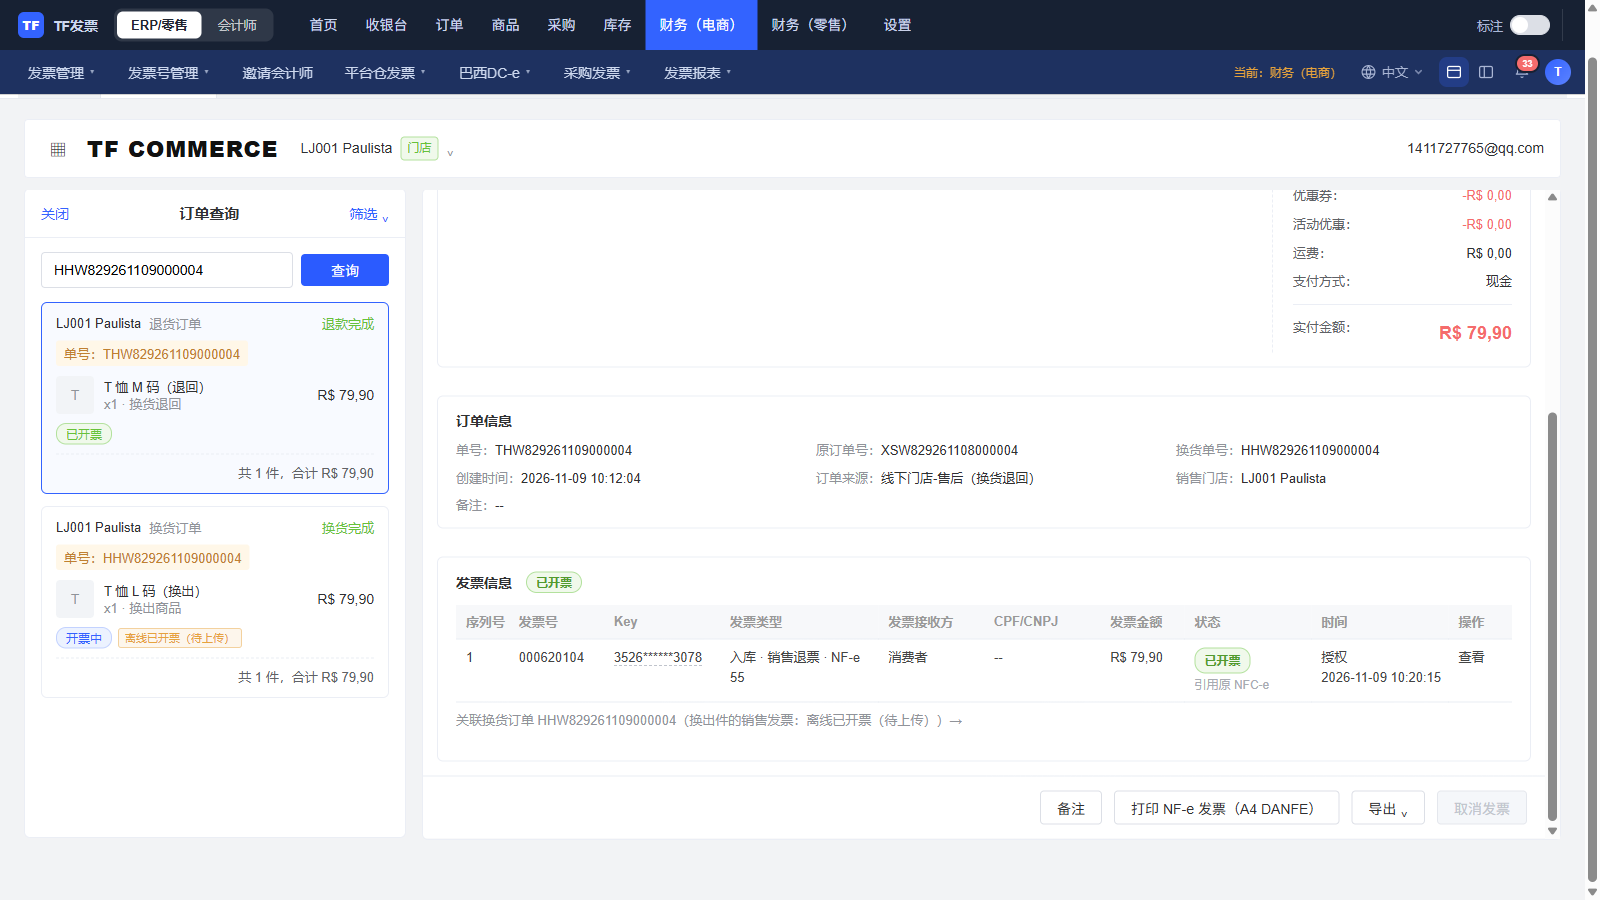 TF TF发票 ERP/零售 会计师 首页 收银台 订单 商品 采购 库存 财务（电商） 财务（零售） 设置 标注
发票管理 发票号管理 邀请会计师 平台仓发票 巴西DC-e 采购发票 发票报表 当前：财务（电商） 中文 33 T
TF COMMERCE LJ001 Paulista 门店 1411727765@qq.com
关闭 订单查询 筛选
HHW829261109000004 查询
LJ001 Paulista 退货订单 退款完成
单号：THW829261109000004
T T 恤 M 码（退回） R$ 79,90
x1 · 换货退回
已开票
共 1 件，合计 R$ 79,90
LJ001 Paulista 换货订单 换货完成
单号：HHW829261109000004
T T 恤 L 码（换出） R$ 79,90
x1 · 换出商品
开票中 离线已开票（待上传）
共 1 件，合计 R$ 79,90
优惠券： -R$ 0,00
活动优惠： -R$ 0,00
运费： R$ 0,00
支付方式： 现金
实付金额： R$ 79,90
订单信息
单号：THW829261109000004 原订单号：XSW829261108000004 换货单号：HHW829261109000004
创建时间：2026-11-09 10:12:04 订单来源：线下门店-售后（换货退回） 销售门店：LJ001 Paulista
备注：--
发票信息 已开票
序列号 发票号 Key 发票类型 发票接收方 CPF/CNPJ 发票金额 状态 时间 操作
1 000620104 3526******3078 入库 · 销售退票 · NF-e 55 消费者 -- R$ 79,90 已开票 引用原 NFC-e 授权 2026-11-09 10:20:15 查看
关联换货订单 HHW829261109000004（换出件的销售发票：离线已开票（待上传））→
备注 打印 NF-e 发票（A4 DANFE） 导出 取消发票